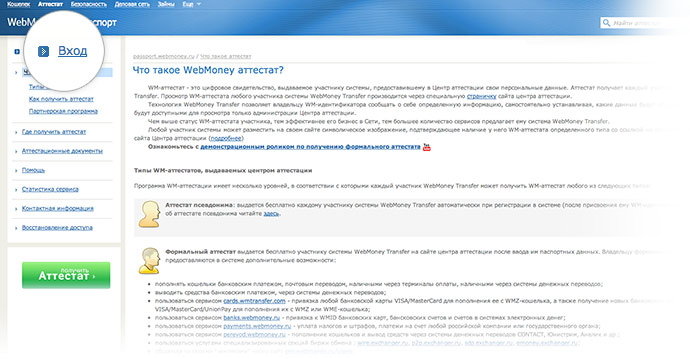 Кошелек Аттестат Безопасность Деловая сеть Займы Еще
WebMoney
спорт
Найти аттестат
Вход
Как получить аттестат
Партнерская программа
Где получить аттестат
Аттестационные документы
Помощь
Статистика сервиса
Контактная информация
Восстановление доступа
получить
Аттестат
passport.webmoney.ru / Что такое аттестат
Что такое WebMoney аттестат?
WM-аттестат - это цифровое свидетельство, выдаваемое участнику системы, предоставившему в Центр аттестации свои персональные данные. Аттестат получает каждый
Transfer. Просмотр WM-аттестата любого участника системы WebMoney Transfer производится через специальную страничку сайта центра аттестации.
Технология WebMoney Transfer позволяет владельцу WM-идентификатора сообщать о себе определенную информацию, самостоятельно устанавливая, какие данные
будут доступными для просмотра только администрации Центра аттестации.
Чем выше статус WM-аттестата участника, тем эффективнее его бизнес в Сети, тем большее количество сервисов предлагает ему система WebMoney Transfer.
Любой участник системы может разместить на своем сайте символическое изображение, подтверждающее наличие у него WM-аттестата определенного типа со ссылкой на
сайта Центра аттестации (подробнее)
Ознакомьтесь с демонстрационным роликом по получению формального аттестата
Типы WM-аттестатов, выдаваемых центром аттестации
Программа WM-аттестации имеет несколько уровней, в соответствии с которыми каждый участник WebMoney Transfer может получить WM-аттестат любого из следующих типов:
Аттестат псевдонима: выдается бесплатно каждому участнику системы WebMoney Transfer автоматически при регистрации в системе (после присвоения ему
об аттестате псевдонима читайте здесь.
Формальный аттестат выдается бесплатно участнику системы WebMoney Transfer на сайте центра аттестации после ввода им паспортных данных. Владельцу
предоставляются в системе дополнительные возможности:
• пополнять кошельки банковским платежом, почтовым переводом, наличными через терминалы оплаты, наличными через системы денежных переводов;
• выводить средства банковским платежом, через системы денежных переводов;
• пользоваться сервисом cards.wmtransfer.com - привязка любой банковской карты VISA/MasterCard для пополнения ее с WMZ-кошелька, а также получение новых
VISA/MasterCard/UnionPay для пополнения их с WMZ или WME-кошелька;
• пользоваться сервисом banks.webmoney.ru - привязка к WMID банковских карт, банковских счетов и счетов в системах электронных денег;
• пользоваться сервисом payments.webmoney.ru - уплата налогов и штрафов, платежи на счет любой российской компании или государственного органа;
• пользоваться сервисом perevod.webmoney.ru - пополнение кошельков и вывод средств через системы денежных переводов CONTACT, Юнистрим, Анелик и др.;